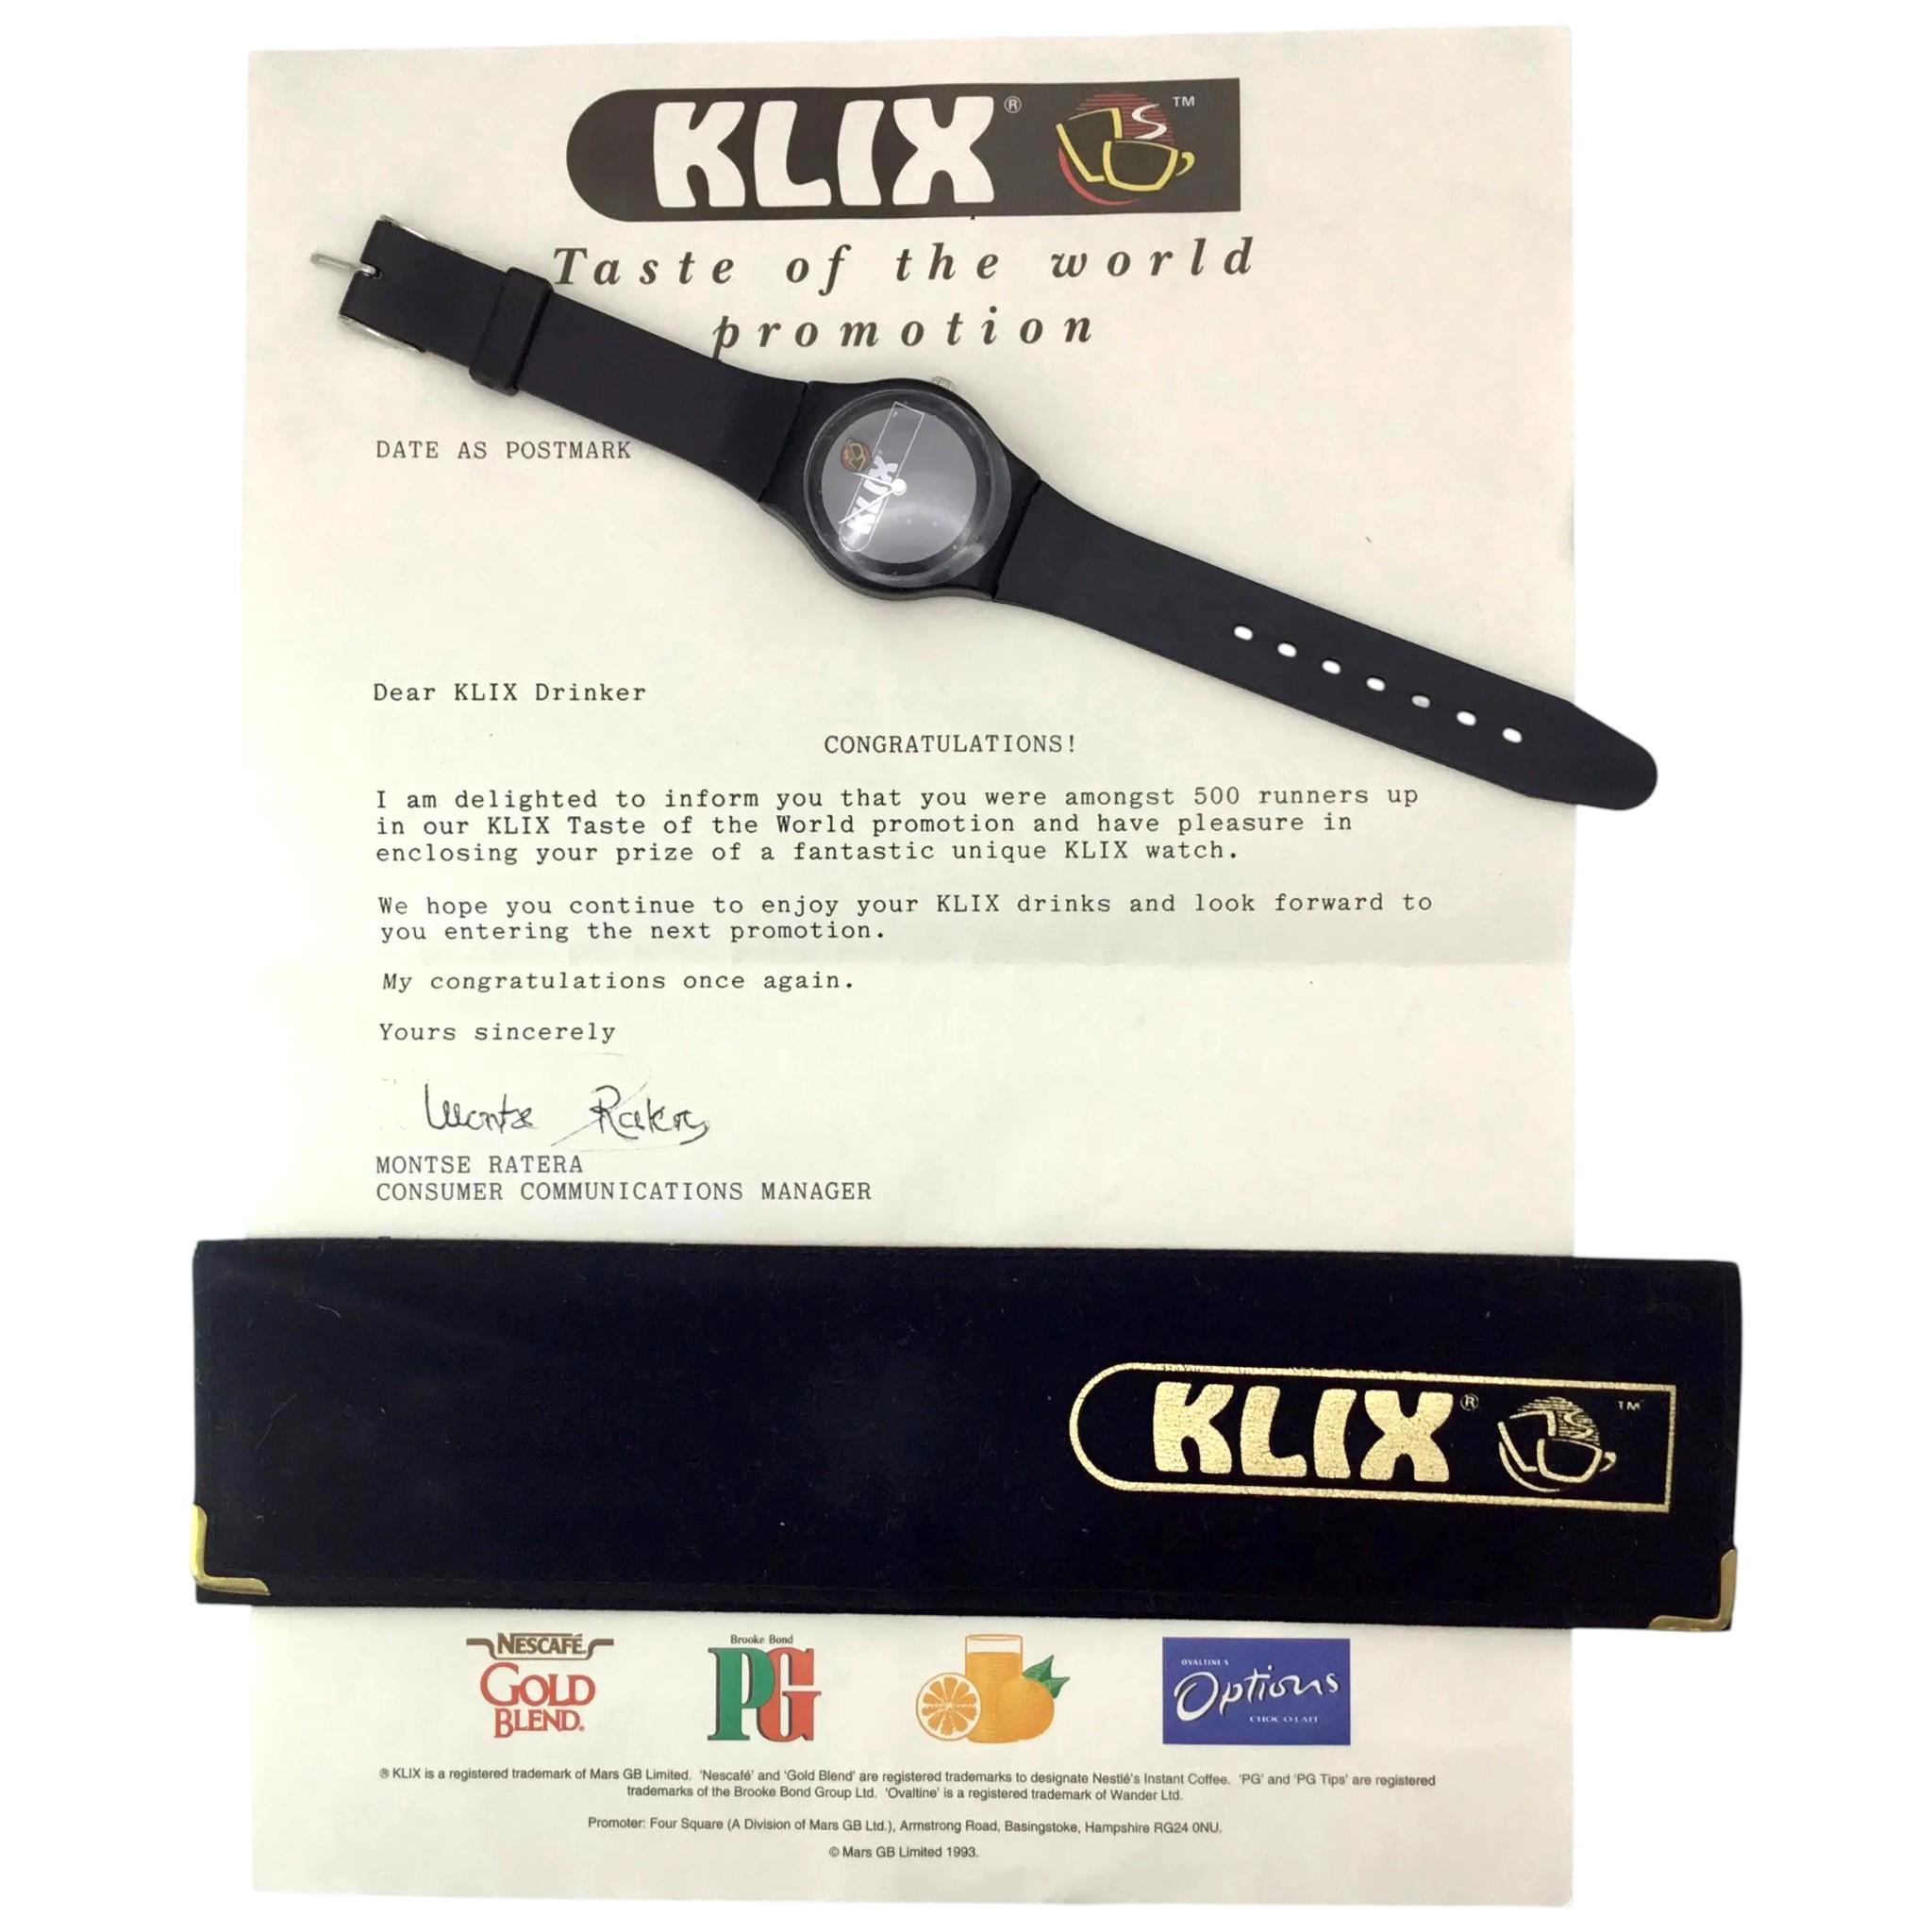 KLIX® ™
Taste of the world
promotion
KLIX
DATE AS POSTMARK
Dear KLIX Drinker
CONGRATULATIONS!
I am delighted to inform you that you were amongst 500 runners up
in our KLIX Taste of the World promotion and have pleasure in
enclosing your prize of a fantastic unique KLIX watch.
We hope you continue to enjoy your KLIX drinks and look forward to
you entering the next promotion.
My congratulations once again.
Yours sincerely
Montse Ratera
MONTSE RATERA
CONSUMER COMMUNICATIONS MANAGER
KLIX® ™
NESCAFÉ
GOLD
BLEND®
Brooke Bond
PG
OVALTINE'S
Options
CHOCOLAIT
® KLIX is a registered trademark of Mars GB Limited. 'Nescafé' and 'Gold Blend' are registered trademarks to designate Nestlé's Instant Coffee. 'PG' and 'PG Tips' are registered
trademarks of the Brooke Bond Group Ltd. 'Ovaltine' is a registered trademark of Wander Ltd.
Promoter: Four Square (A Division of Mars GB Ltd.), Armstrong Road, Basingstoke, Hampshire RG24 0NU.
© Mars GB Limited 1993.